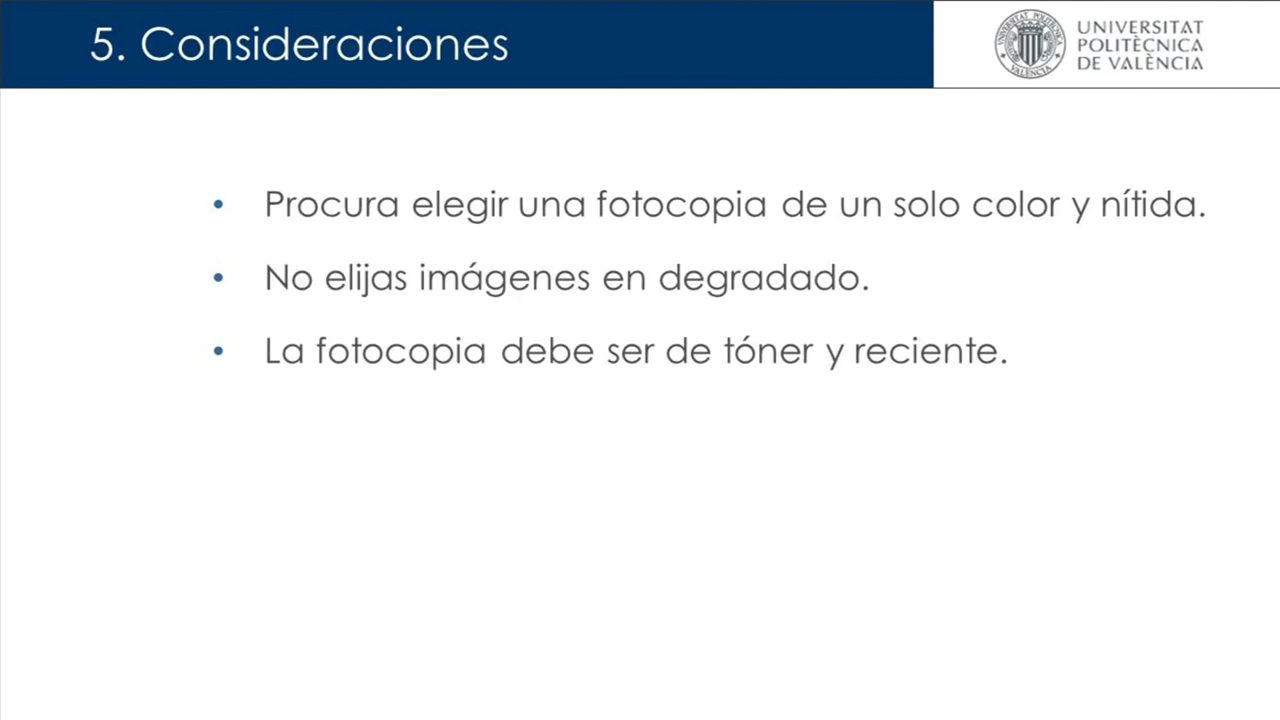 5. Consideraciones
UNIVERSITAT
POLITÈCNICA
DE VALÈNCIA
• Procura elegir una fotocopia de un solo color y nítida.
• No elijas imágenes en degradado.
• La fotocopia debe ser de tóner y reciente.